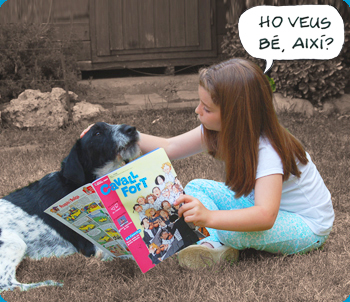 HO VEUS
BÉ, AIXÍ?
CAVALL
FORT